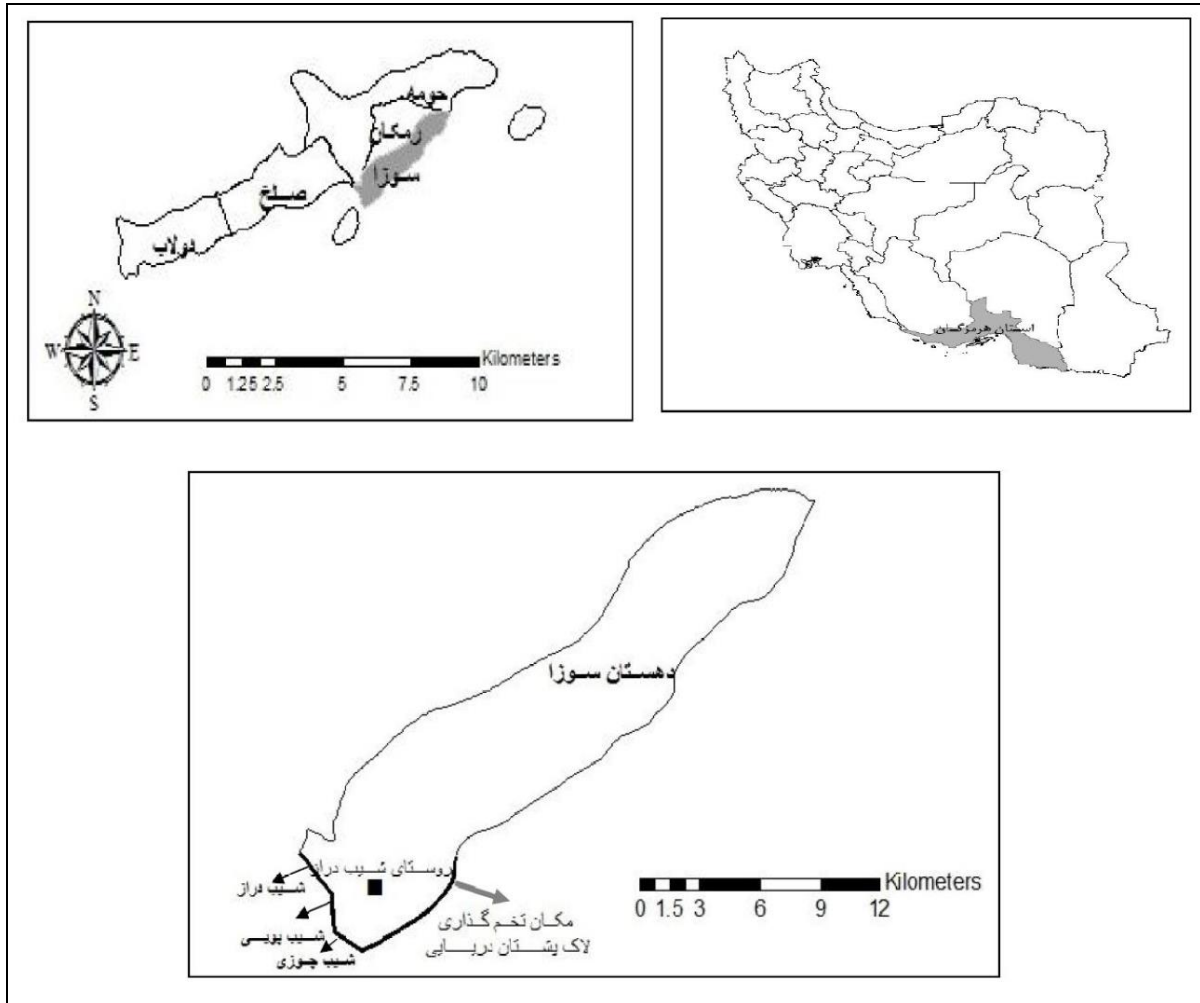 حومه
رمکان
سوزا
صلخ
دولاب
N
W E
S
Kilometers
0 1.25 2.5 5 7.5 10
استان هرمزگان
دهستان سوزا
روستای شیب دراز
شیب دراز
شیب پویی
شیب جوزی
مکان تخم گذاری
لاک پشتان دریایی
Kilometers
0 1.5 3 6 9 12